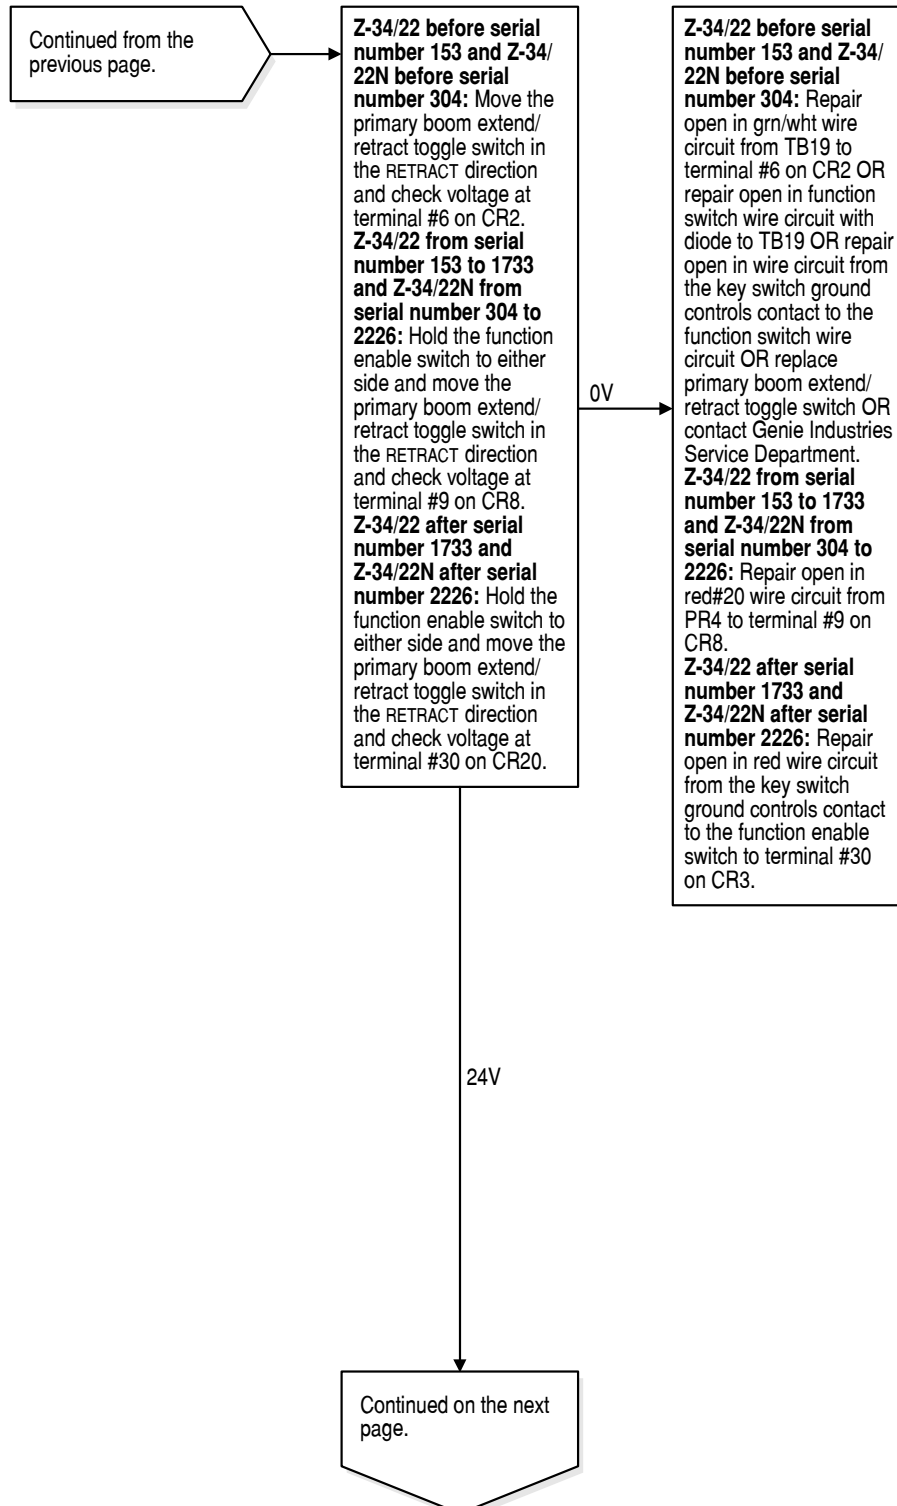 Continued from the
previous page.
Z-34/22 before serial
number 153 and Z-34/
22N before serial
number 304: Move the
primary boom extend/
retract toggle switch in
the RETRACT direction
and check voltage at
terminal #6 on CR2.
Z-34/22 from serial
number 153 to 1733
and Z-34/22N from
serial number 304 to
2226: Hold the function
enable switch to either
side and move the
primary boom extend/
retract toggle switch in
the RETRACT direction
and check voltage at
terminal #9 on CR8.
Z-34/22 after serial
number 1733 and
Z-34/22N after serial
number 2226: Hold the
function enable switch to
either side and move the
primary boom extend/
retract toggle switch in
the RETRACT direction
and check voltage at
terminal #30 on CR20.
0V
Z-34/22 before serial
number 153 and Z-34/
22N before serial
number 304: Repair
open in grn/wht wire
circuit from TB19 to
terminal #6 on CR2 OR
repair open in function
switch wire circuit with
diode to TB19 OR repair
open in wire circuit from
the key switch ground
controls contact to the
function switch wire
circuit OR replace
primary boom extend/
retract toggle switch OR
contact Genie Industries
Service Department.
Z-34/22 from serial
number 153 to 1733
and Z-34/22N from
serial number 304 to
2226: Repair open in
red#20 wire circuit from
PR4 to terminal #9 on
CR8.
Z-34/22 after serial
number 1733 and
Z-34/22N after serial
number 2226: Repair
open in red wire circuit
from the key switch
ground controls contact
to the function enable
switch to terminal #30
on CR3.
24V
Continued on the next
page.